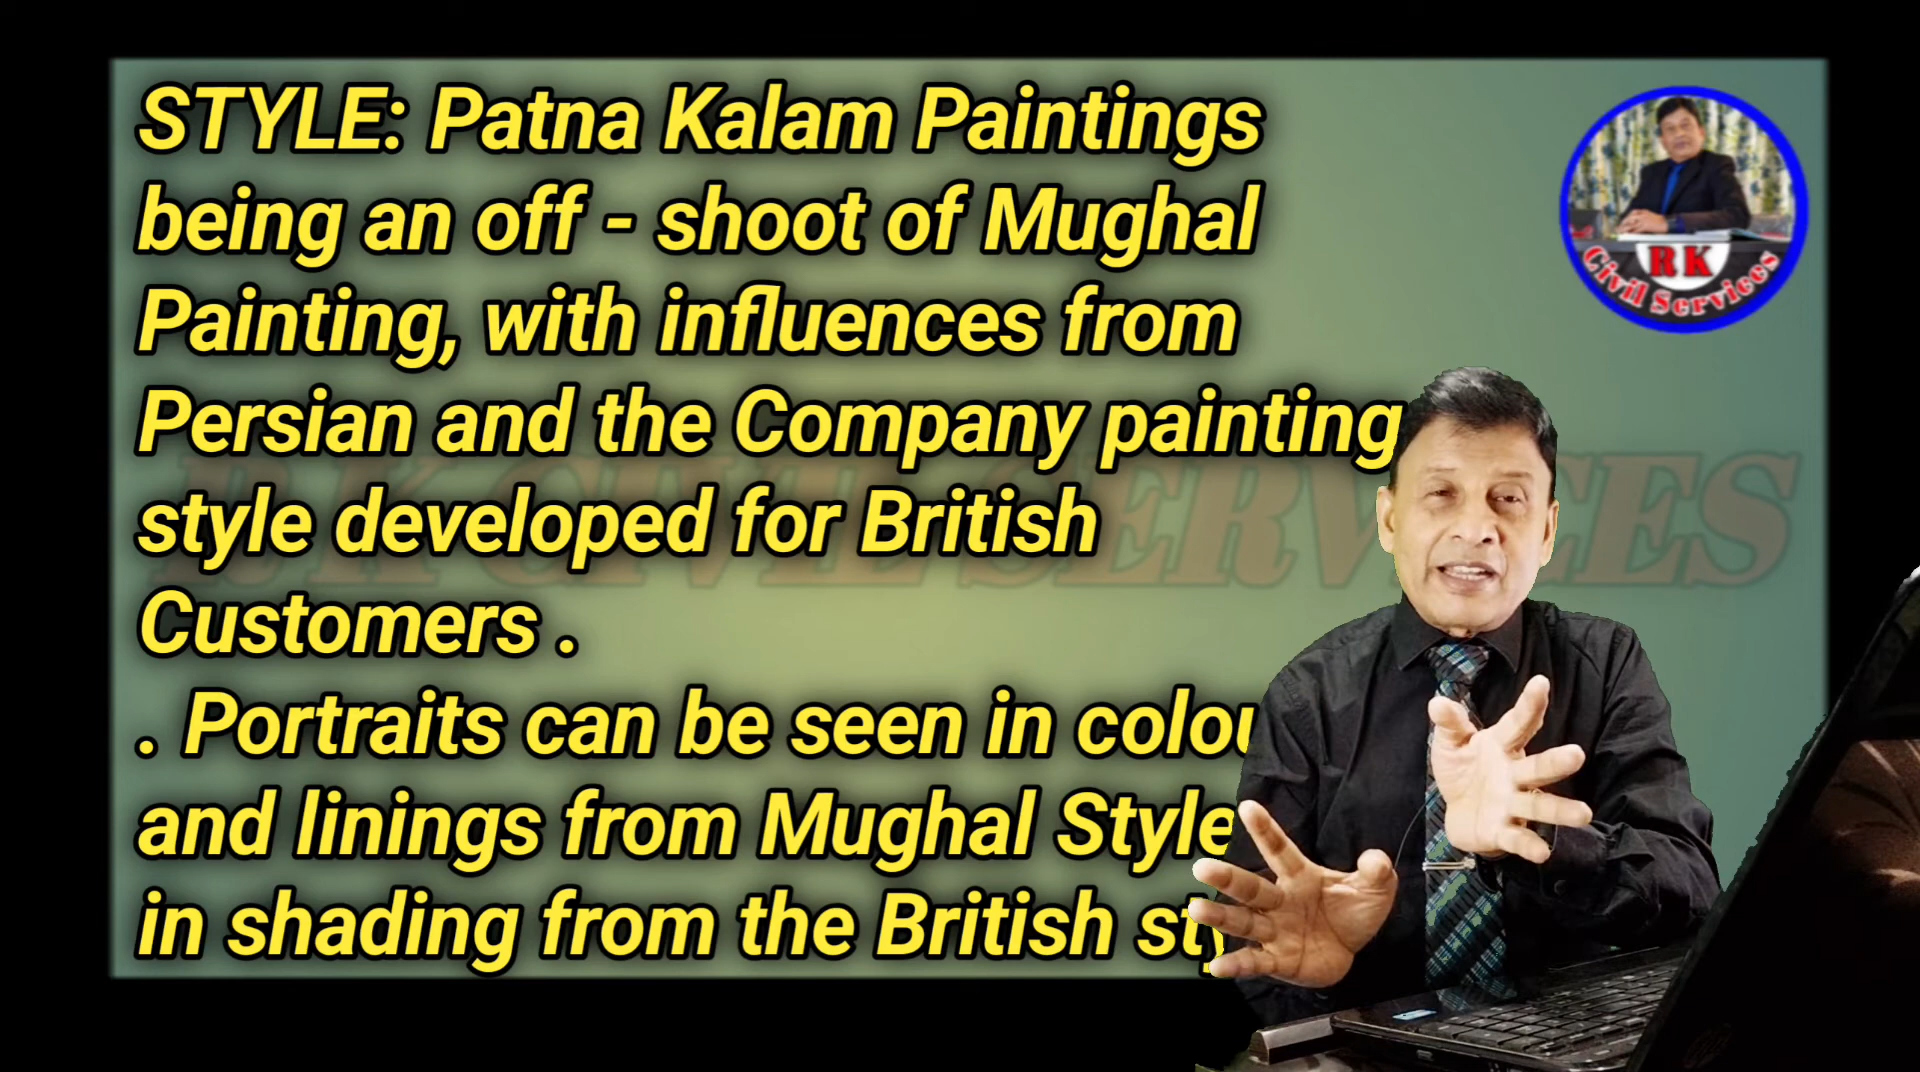 STYLE: Patna Kalam Paintings
being an off - shoot of Mughal
Painting, with influences from
Persian and the Company painting
style developed for British
Customers .
. Portraits can be seen in
and linings from Mughal Style
in shading from the British
RK
Civil Services
R K CIVIL SERVICES